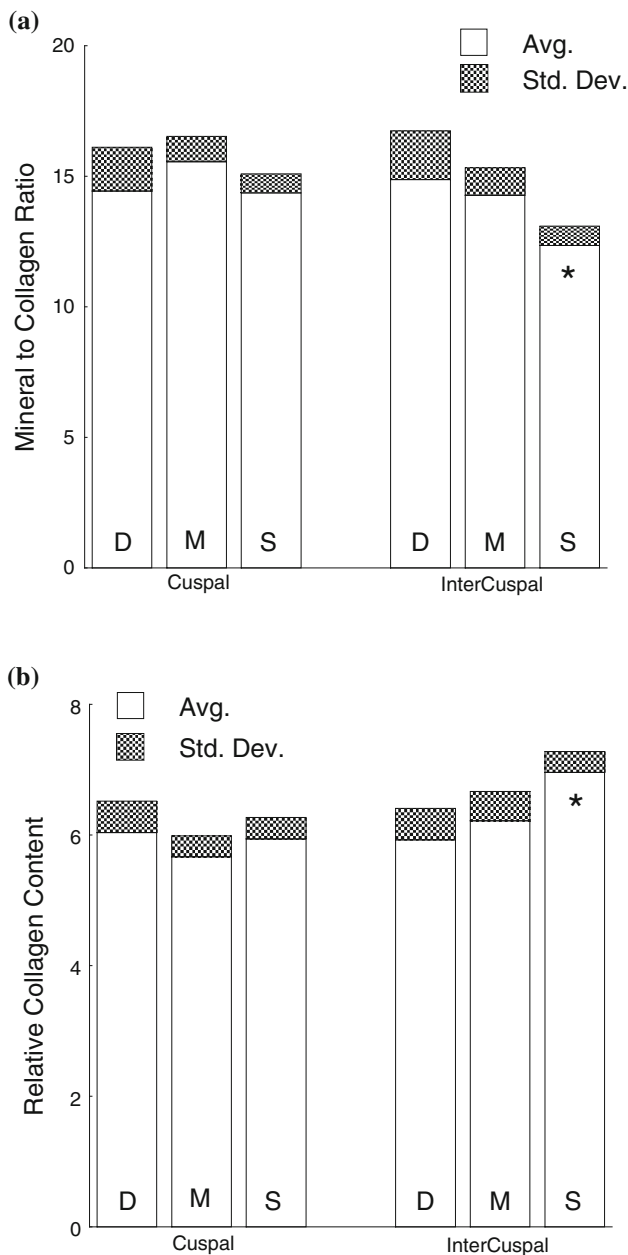 (a)
20
Avg.
Std. Dev.
15
10
5
0
Mineral to Collagen Ratio
D M S D M S
*
Cuspal InterCuspal
(b)
8
Avg.
Std. Dev.
6
4
2
0
Relative Collagen Content
*
D M S D M S
Cuspal InterCuspal